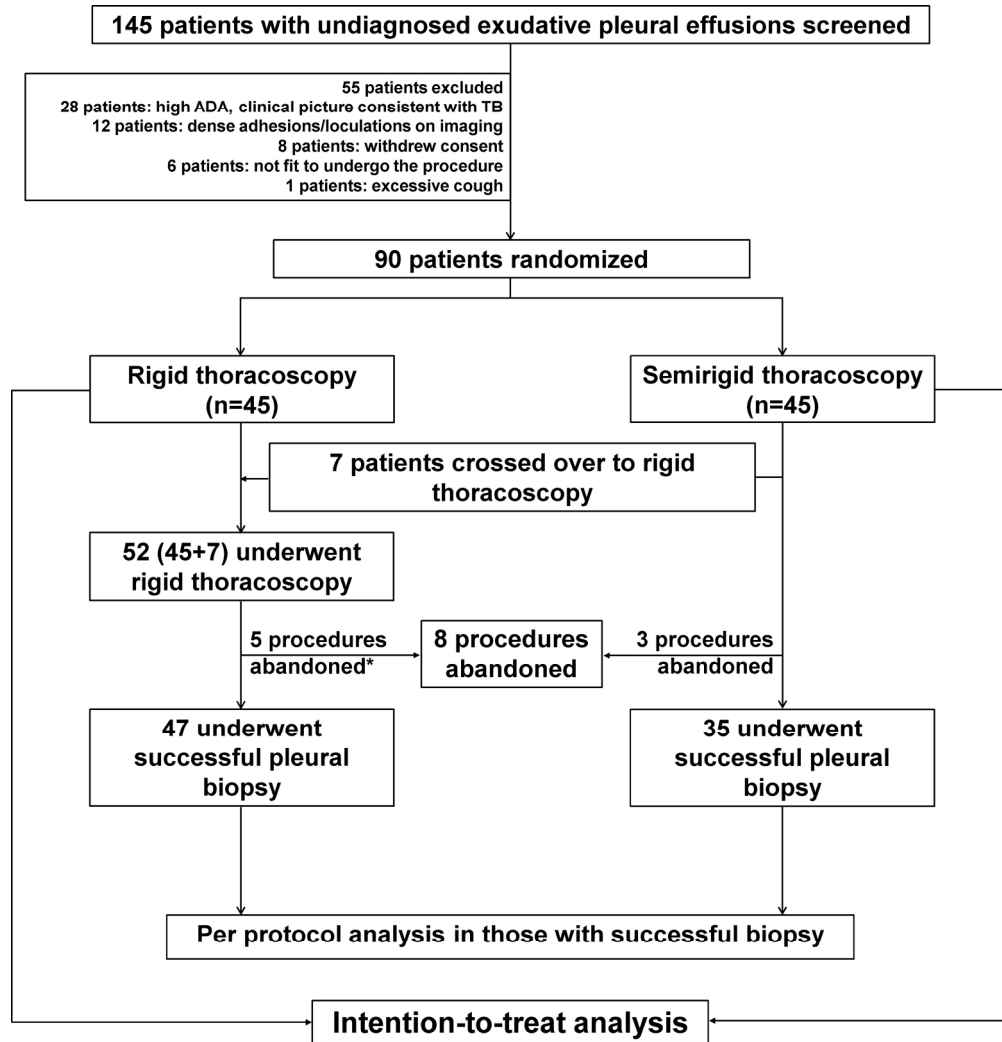 145 patients with undiagnosed exudative pleural effusions screened
55 patients excluded
28 patients: high ADA, clinical picture consistent with TB
12 patients: dense adhesions/loculations on imaging
8 patients: withdrew consent
6 patients: not fit to undergo the procedure
1 patients: excessive cough
90 patients randomized
Rigid thoracoscopy
(n=45)
Semirigid thoracoscopy
(n=45)
7 patients crossed over to rigid
thoracoscopy
52 (45+7) underwent
rigid thoracoscopy
5 procedures
abandoned*
8 procedures
abandoned
3 procedures
abandoned
47 underwent
successful pleural
biopsy
35 underwent
successful pleural
biopsy
Per protocol analysis in those with successful biopsy
Intention-to-treat analysis